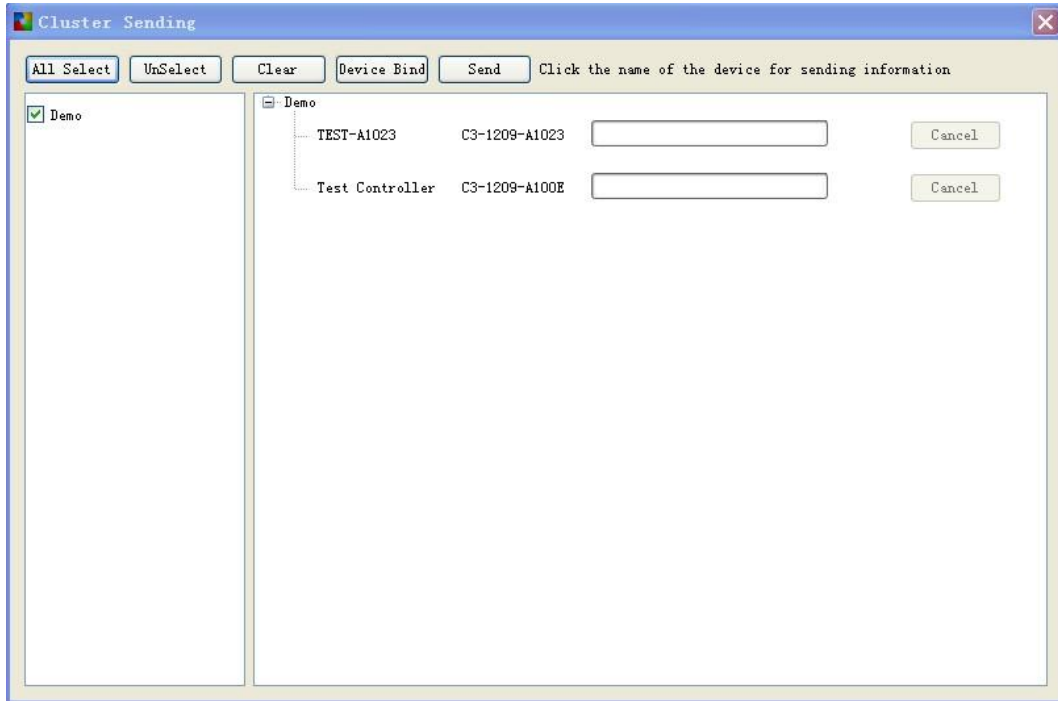 Cluster Sending
All Select UnSelect Clear Device Bind Send Click the name of the device for sending information
Demo
Demo
TEST-A1023 C3-1209-A1023 Cancel
Test Controller C3-1209-A100E Cancel